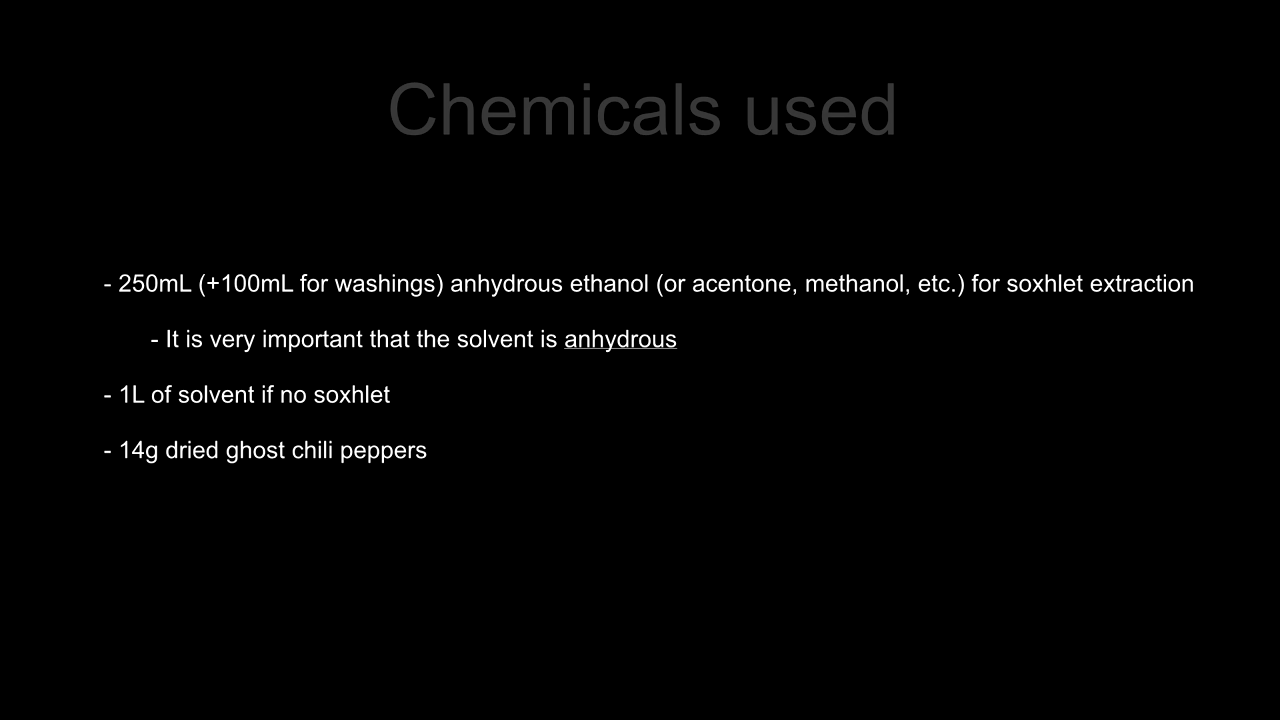 Chemicals used
- 250mL (+100mL for washings) anhydrous ethanol (or acentone, methanol, etc.) for soxhlet extraction
- It is very important that the solvent is anhydrous
- 1L of solvent if no soxhlet
- 14g dried ghost chili peppers